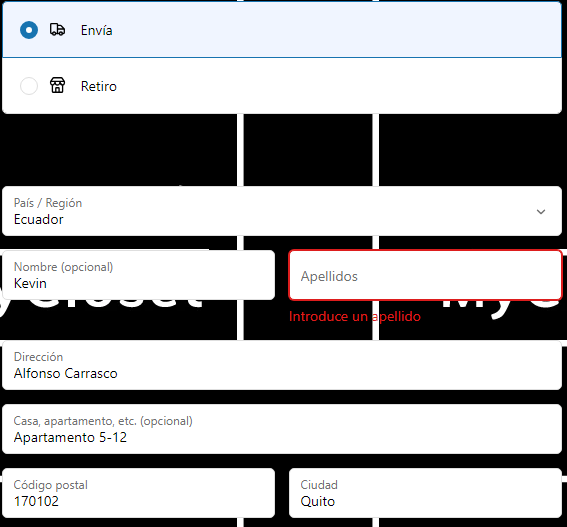 Envía
Retiro
País / Región
Ecuador
Nombre (opcional)
Kevin
Apellidos
Introduce un apellido
Dirección
Alfonso Carrasco
Casa, apartamento, etc. (opcional)
Apartamento 5-12
Código postal
170102
Ciudad
Quito